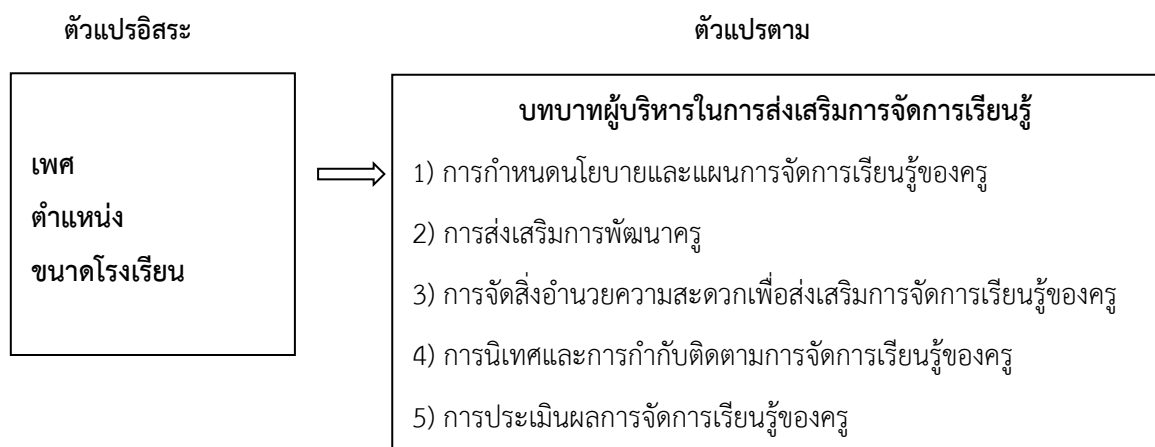 ตัวแปรอิสระ
ตัวแปรตาม
เพศ
ตำแหน่ง
ขนาดโรงเรียน
บทบาทผู้บริหารในการส่งเสริมการจัดการเรียนรู้
1) การกำหนดนโยบายและแผนการจัดการเรียนรู้ของครู
2) การส่งเสริมการพัฒนาครู
3) การจัดสิ่งอำนวยความสะดวกเพื่อส่งเสริมการจัดการเรียนรู้ของครู
4) การนิเทศและการกำกับติดตามการจัดการเรียนรู้ของครู
5) การประเมินผลการจัดการเรียนรู้ของครู